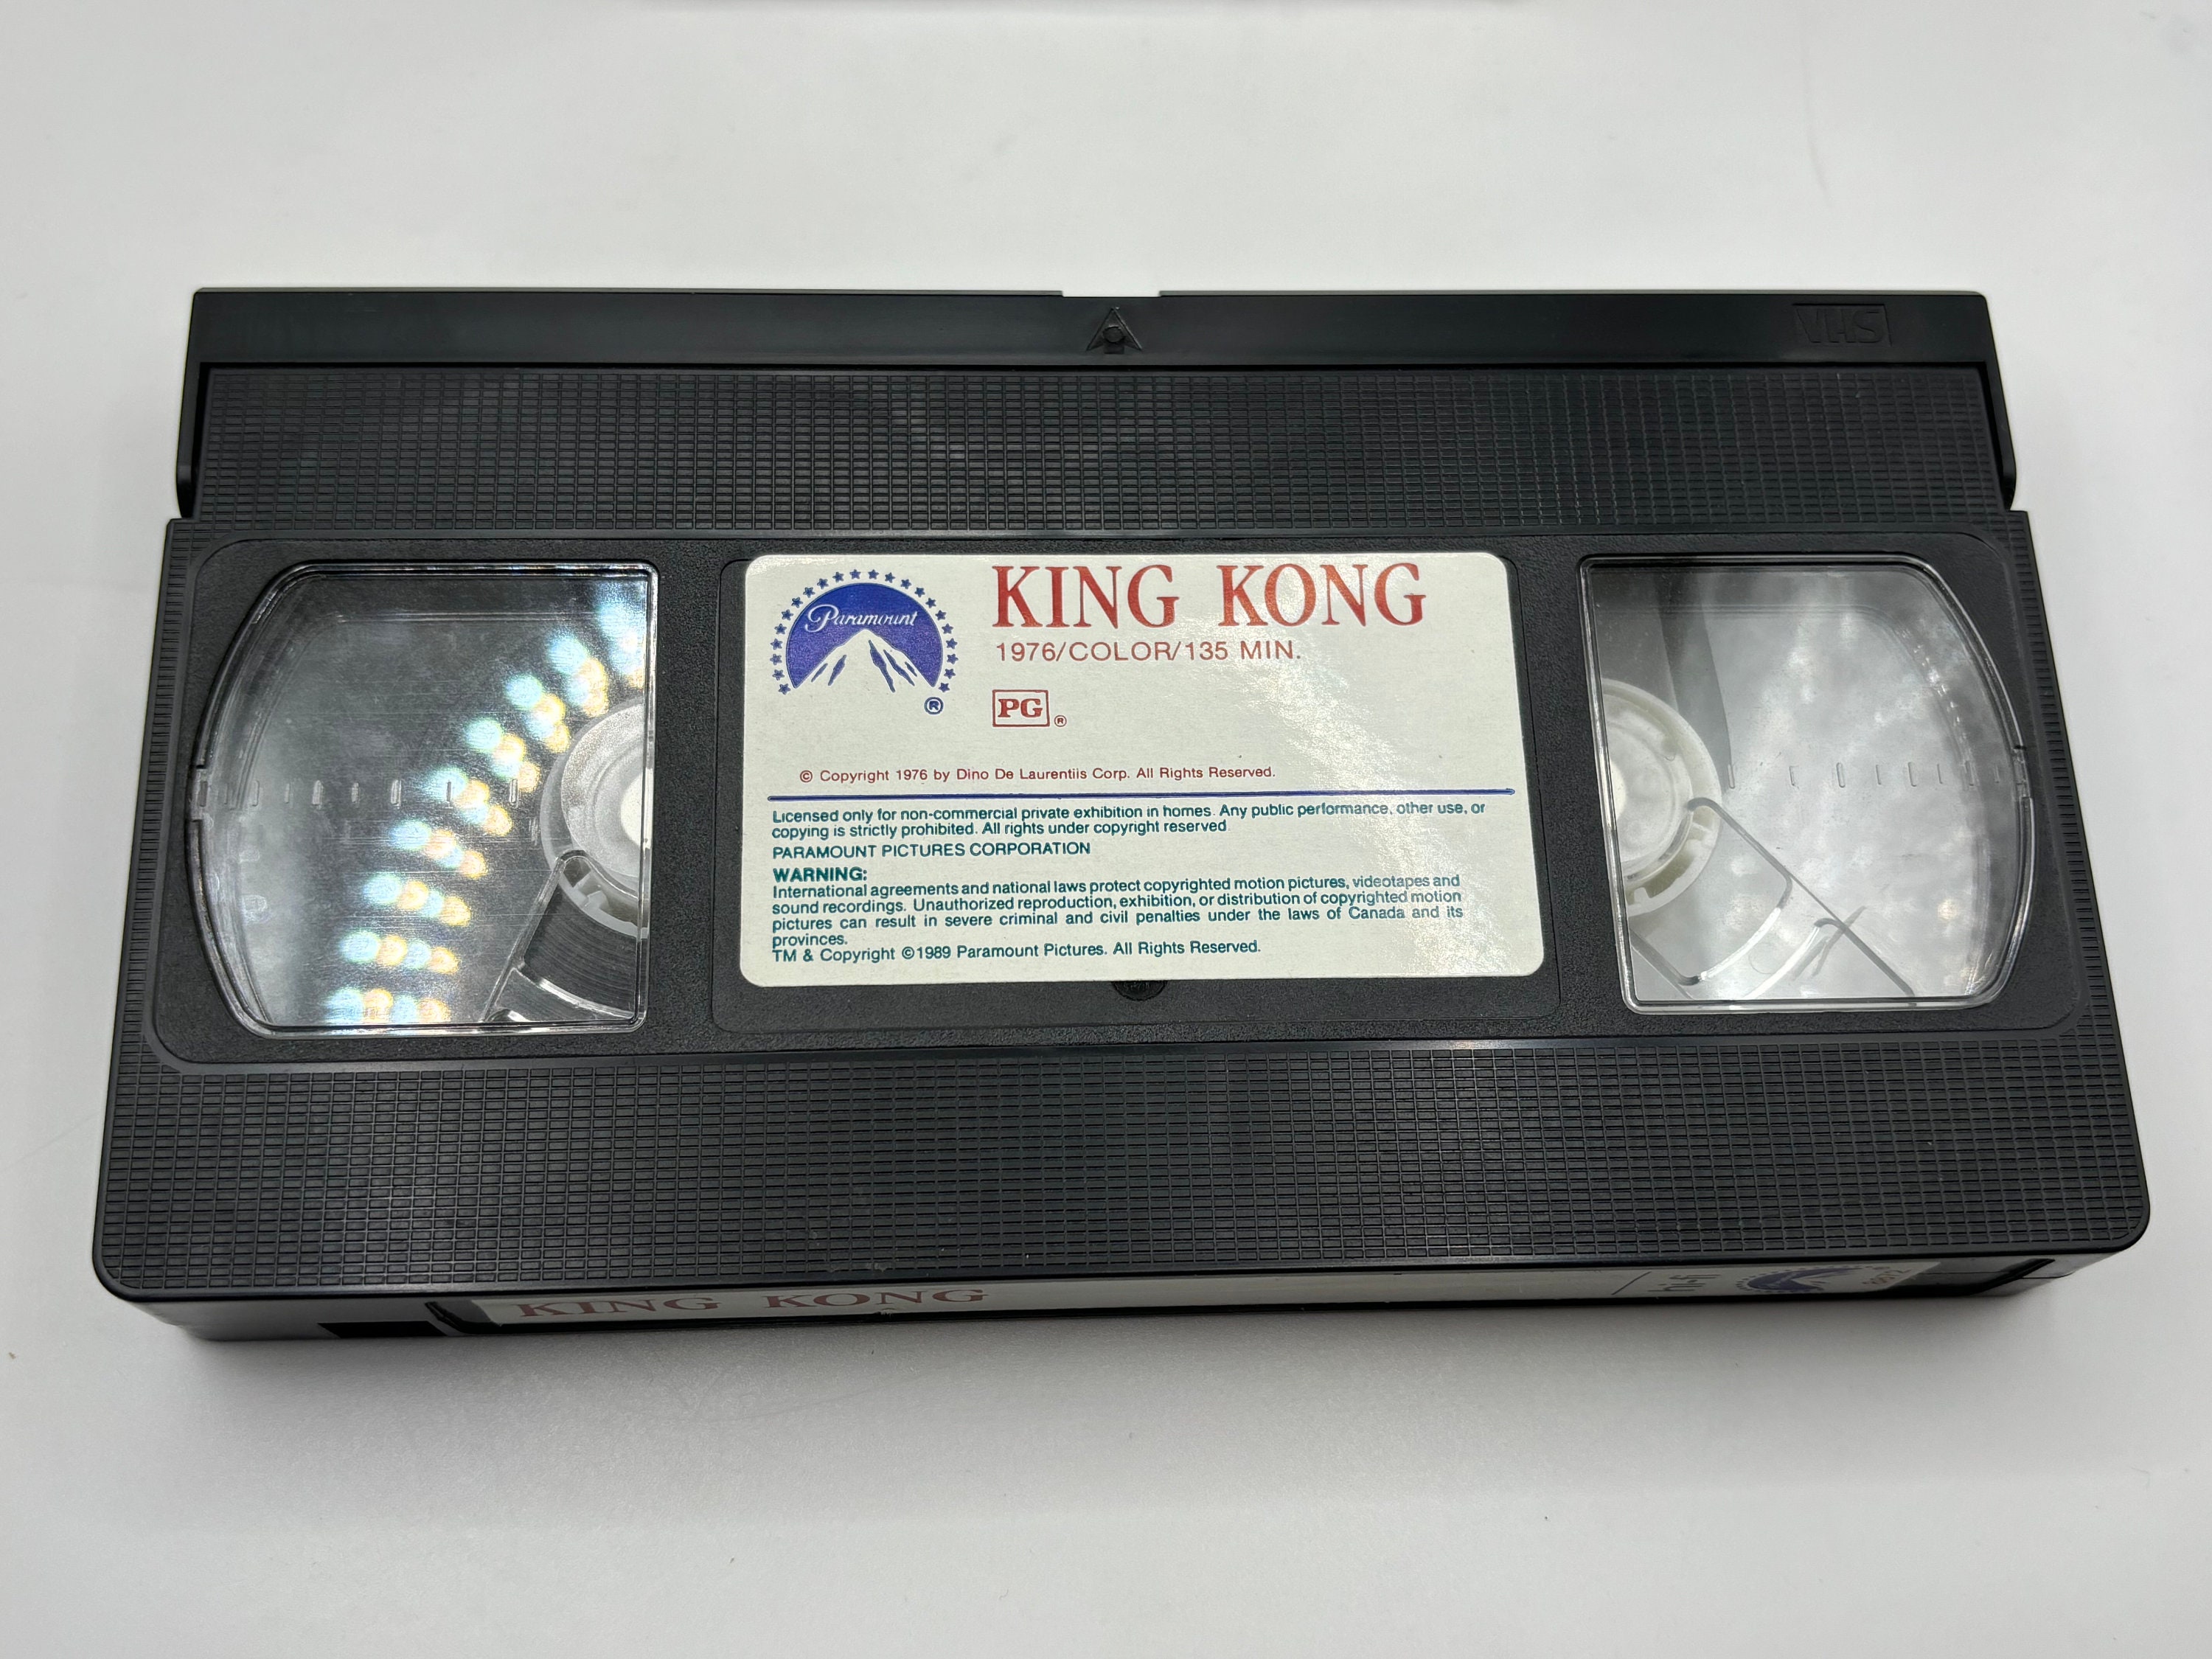 VHS
Paramount
®
KING KONG
1976/COLOR/135 MIN.
PG ®
© Copyright 1976 by Dino De Laurentiis Corp. All Rights Reserved.
Licensed only for non-commercial private exhibition in homes. Any public performance, other use, or
copying is strictly prohibited. All rights under copyright reserved
PARAMOUNT PICTURES CORPORATION
WARNING:
International agreements and national laws protect copyrighted motion pictures, videotapes and
sound recordings. Unauthorized reproduction, exhibition, or distribution of copyrighted motion
pictures can result in severe criminal and civil penalties under the laws of Canada and its
provinces.
TM & Copyright ©1989 Paramount Pictures. All Rights Reserved.
KING KONG
hi-fi